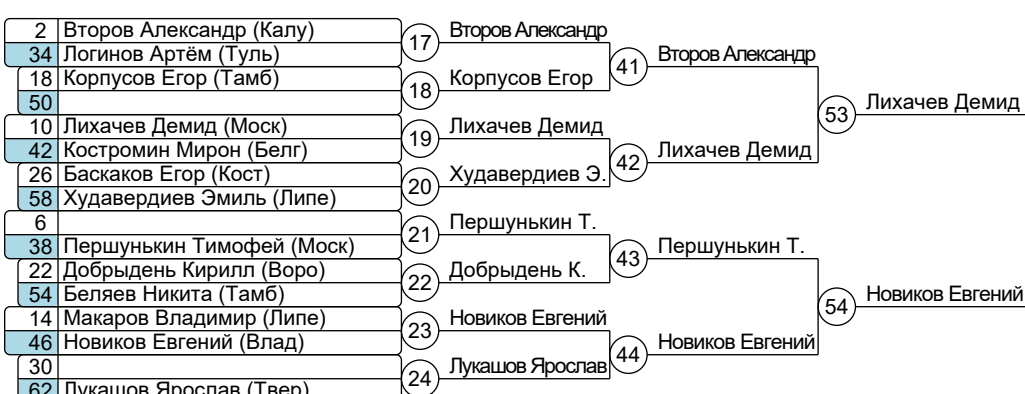 2 Второв Александр (Калу)
34 Логинов Артём (Туль)
17 Второв Александр
18 Корпусов Егор (Тамб)
50
18 Корпусов Егор
41 Второв Александр
10 Лихачев Демид (Моск)
42 Костромин Мирон (Белг)
19 Лихачев Демид
26 Баскаков Егор (Кост)
58 Худавердиев Эмиль (Липе)
20 Худавердиев Э.
42 Лихачев Демид
53 Лихачев Демид
6
38 Першунькин Тимофей (Моск)
21 Першунькин Т.
22 Добрыдень Кирилл (Воро)
54 Беляев Никита (Тамб)
22 Добрыдень К.
43 Першунькин Т.
14 Макаров Владимир (Липе)
46 Новиков Евгений (Влад)
23 Новиков Евгений
30
62 Лукашов Ярослав (Твер)
24 Лукашов Ярослав
44 Новиков Евгений
54 Новиков Евгений